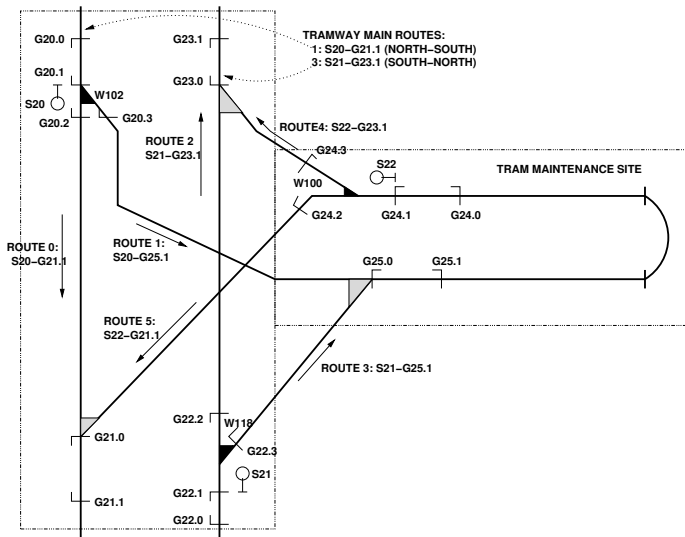 G20.0
G23.1
TRAMWAY MAIN ROUTES:
1: S20-G21.1 (NORTH-SOUTH)
3: S21-G23.1 (SOUTH-NORTH)
G20.1
G23.0
W102
S20
G20.2
G20.3
ROUTE 2
S21-G23.1
ROUTE4: S22-G23.1
G24.3
S22
TRAM MAINTENANCE SITE
W100
G24.2
G24.1
G24.0
ROUTE 0:
S20-G21.1
ROUTE 1:
S20-G25.1
G25.0
G25.1
ROUTE 5:
S22-G21.1
ROUTE 3: S21-G25.1
G22.2
W118
G21.0
G22.3
S21
G21.1
G22.1
G22.0